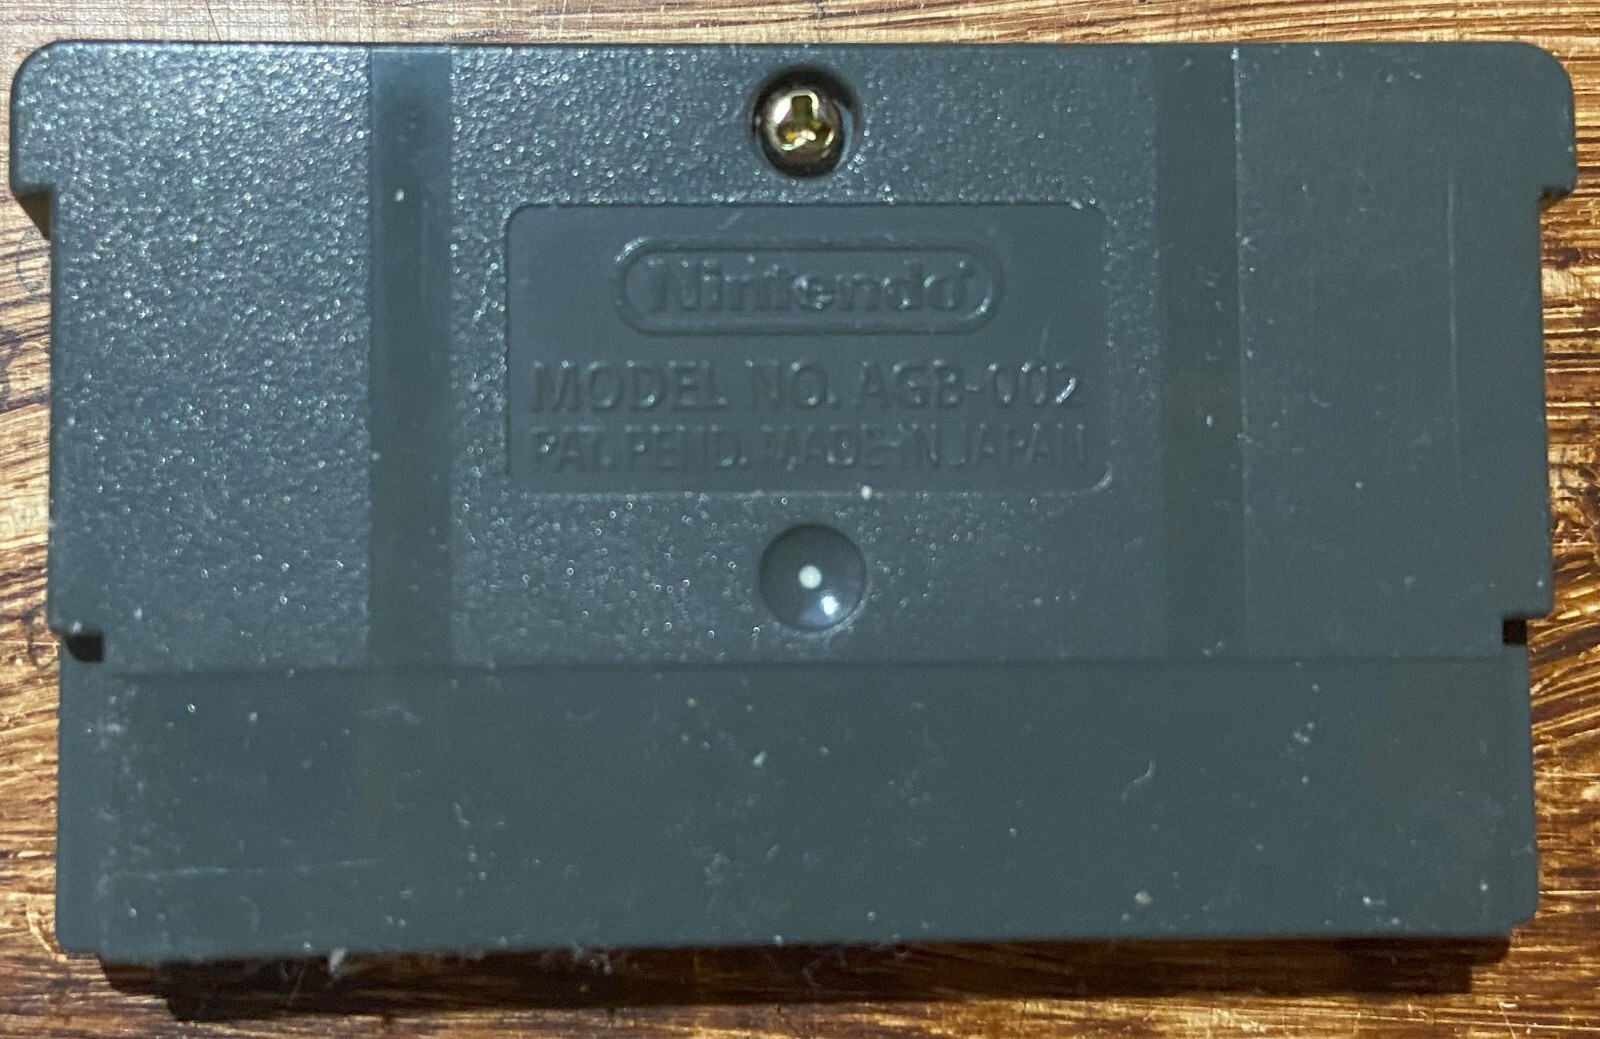 Nintendo®
MODEL NO. AGB-002
PAT. PEND. MADE IN JAPAN